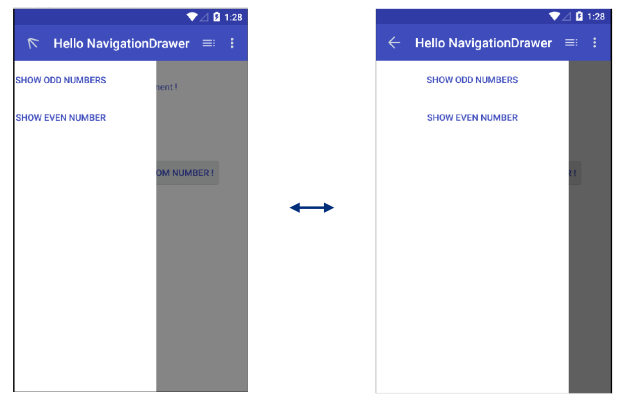 1:28
Hello NavigationDrawer
SHOW ODD NUMBERS
nent !
SHOW EVEN NUMBER
OM NUMBER !
1:28
Hello NavigationDrawer
SHOW ODD NUMBERS
SHOW EVEN NUMBER
R !